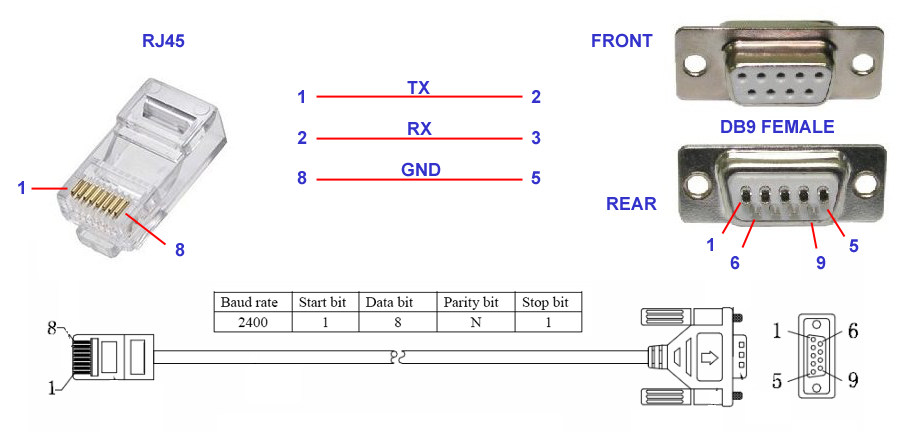 RJ45
FRONT
TX
1 2
RX
2 3
GND
8 5
DB9 FEMALE
1
8
REAR
1 5
6 9
Baud rate Start bit Data bit Parity bit Stop bit
2400 1 8 N 1
8
1
1 6
5 9